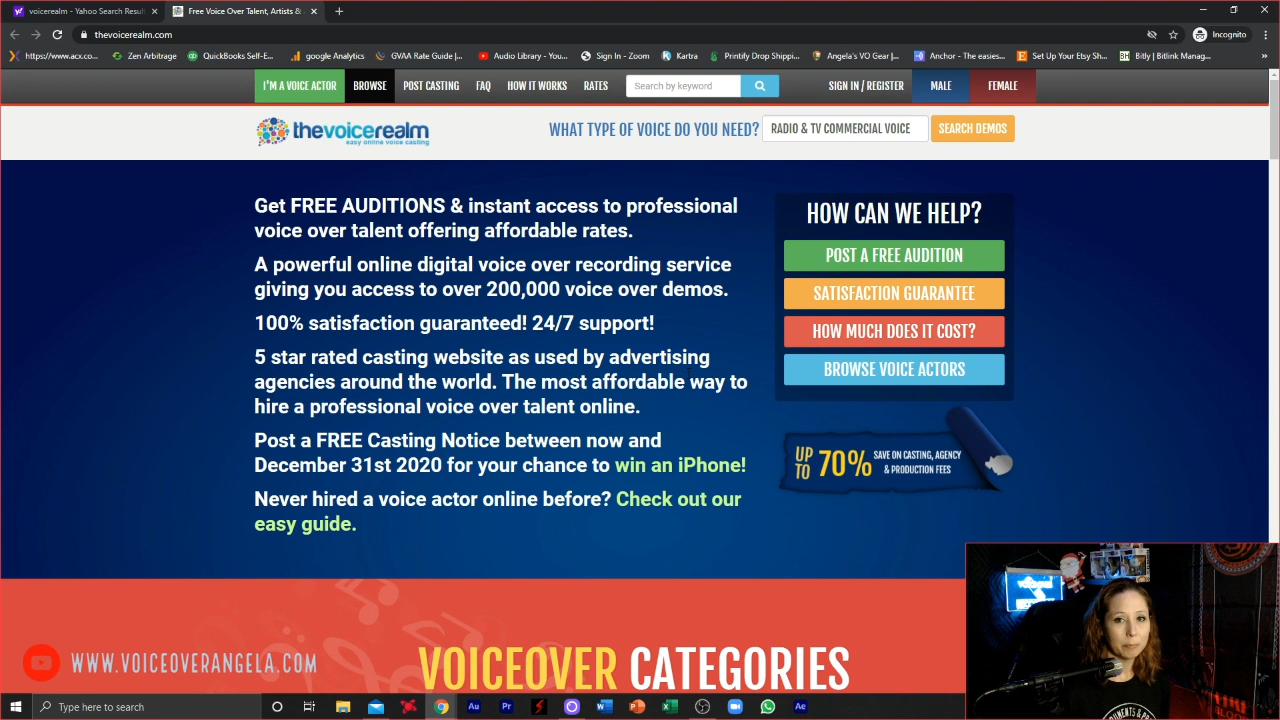 voicerealm - Yahoo Search Resul
Free Voice Over Talent, Artists &
thevoicerealm.com
Incognito
https://www.acx.co...
Zen Arbitrage
QuickBooks Self-E...
google Analytics
GVAA Rate Guide |...
Audio Library - You...
Sign In - Zoom
Kartra
Printify Drop Shippi...
Angela's VO Gear |...
Anchor - The easies...
Set Up Your Etsy Sh...
Bitly | Bitlink Manag...
I'M A VOICE ACTOR
BROWSE
POST CASTING
FAQ
HOW IT WORKS
RATES
Search by keyword
SIGN IN / REGISTER
MALE
FEMALE
thevoicerealm
easy online voice casting
WHAT TYPE OF VOICE DO YOU NEED?
RADIO & TV COMMERCIAL VOICE
SEARCH DEMOS
Get FREE AUDITIONS & instant access to professional
voice over talent offering affordable rates.
A powerful online digital voice over recording service
giving you access to over 200,000 voice over demos.
100% satisfaction guaranteed! 24/7 support!
5 star rated casting website as used by advertising
agencies around the world. The most affordable way to
hire a professional voice over talent online.
Post a FREE Casting Notice between now and
December 31st 2020 for your chance to win an iPhone!
Never hired a voice actor online before? Check out our
easy guide.
HOW CAN WE HELP?
POST A FREE AUDITION
SATISFACTION GUARANTEE
HOW MUCH DOES IT COST?
BROWSE VOICE ACTORS
UP TO 70% SAVE ON CASTING, AGENCY
& PRODUCTION FEES
WWW.VOICEOVERANGELA.COM
VOICEOVER CATEGORIES
Type here to search